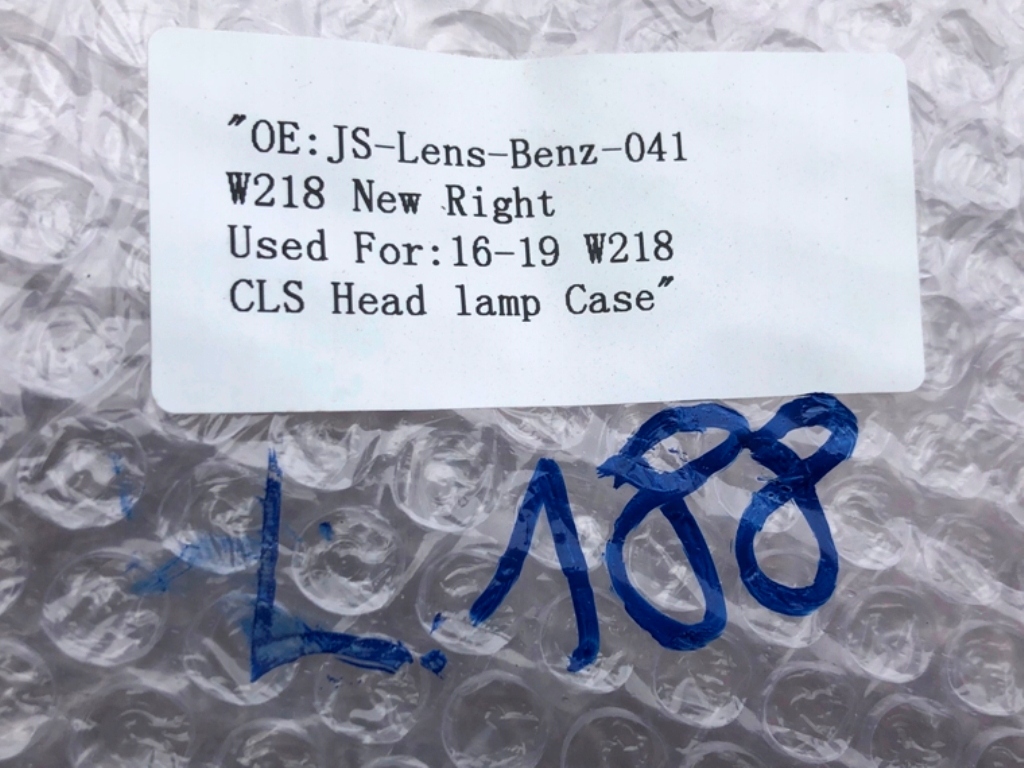 "OE:JS-Lens-Benz-041
W218 New Right
Used For:16-19 W218
CLS Head lamp Case"
L.188